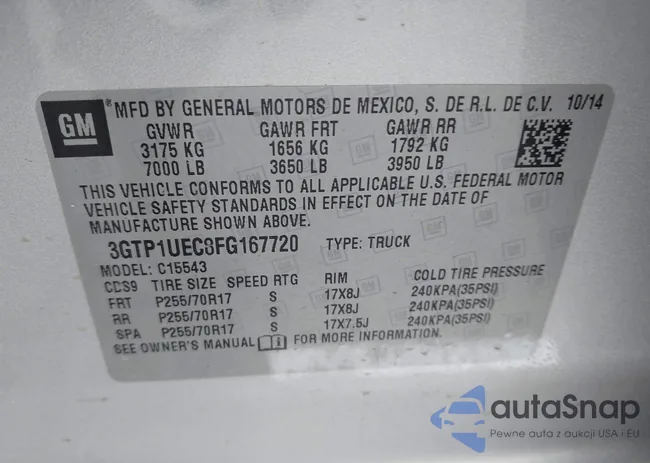 GM
® MFD BY GENERAL MOTORS DE MEXICO, S. DE R.L. DE C.V. 10/14
GVWR GAWR FRT GAWR RR
3175 KG 1656 KG 1792 KG
7000 LB 3650 LB 3950 LB
THIS VEHICLE CONFORMS TO ALL APPLICABLE U.S. FEDERAL MOTOR
VEHICLE SAFETY STANDARDS IN EFFECT ON THE DATE OF
MANUFACTURE SHOWN ABOVE.
3GTP1UEC8FG167720 TYPE: TRUCK
MODEL: C15543
CDS9 TIRE SIZE SPEED RTG RIM COLD TIRE PRESSURE
FRT P255/70R17 S 17X8J 240KPA(35PSI)
RR P255/70R17 S 17X8J 240KPA(35PSI)
SPA P255/70R17 S 17X7.5J 240KPA(35PSI)
SEE OWNER'S MANUAL FOR MORE INFORMATION.
autaSnap
Pewne auta z aukcji USA i EU